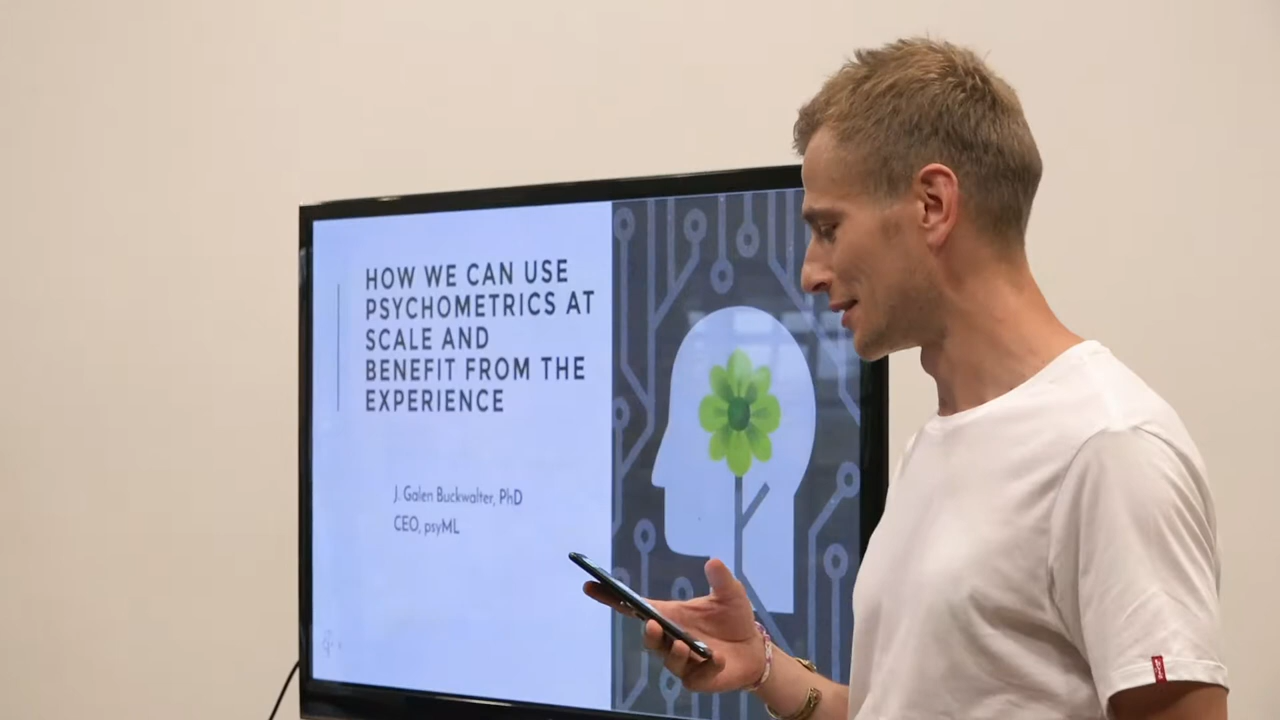 HOW WE CAN USE
PSYCHOMETRICS AT
SCALE AND
BENEFIT FROM THE
EXPERIENCE
J. Galen Buckwalter, PhD
CEO, psyML